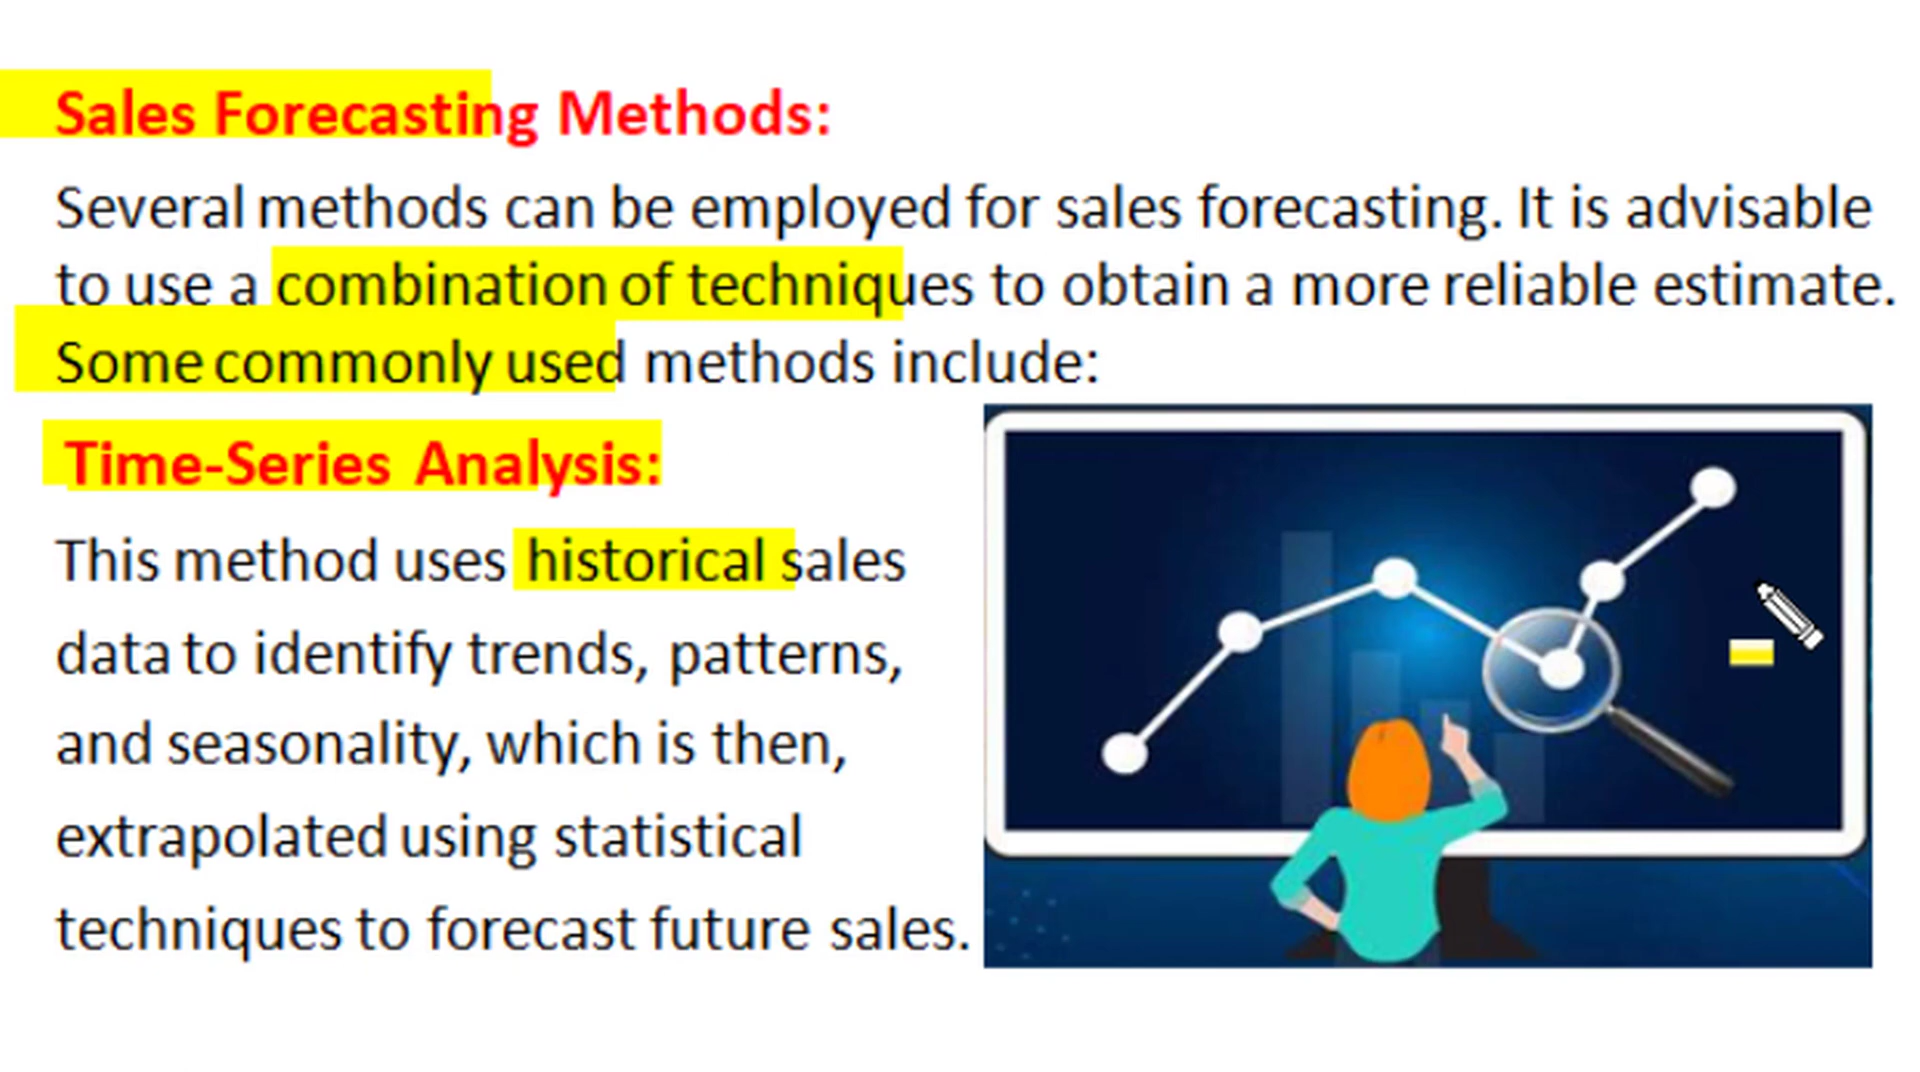 Sales Forecasting Methods:
Several methods can be employed for sales forecasting. It is advisable
to use a combination of techniques to obtain a more reliable estimate.
Some commonly used methods include:
Time-Series Analysis:
This method uses historical sales
data to identify trends, patterns,
and seasonality, which is then,
extrapolated using statistical
techniques to forecast future sales.